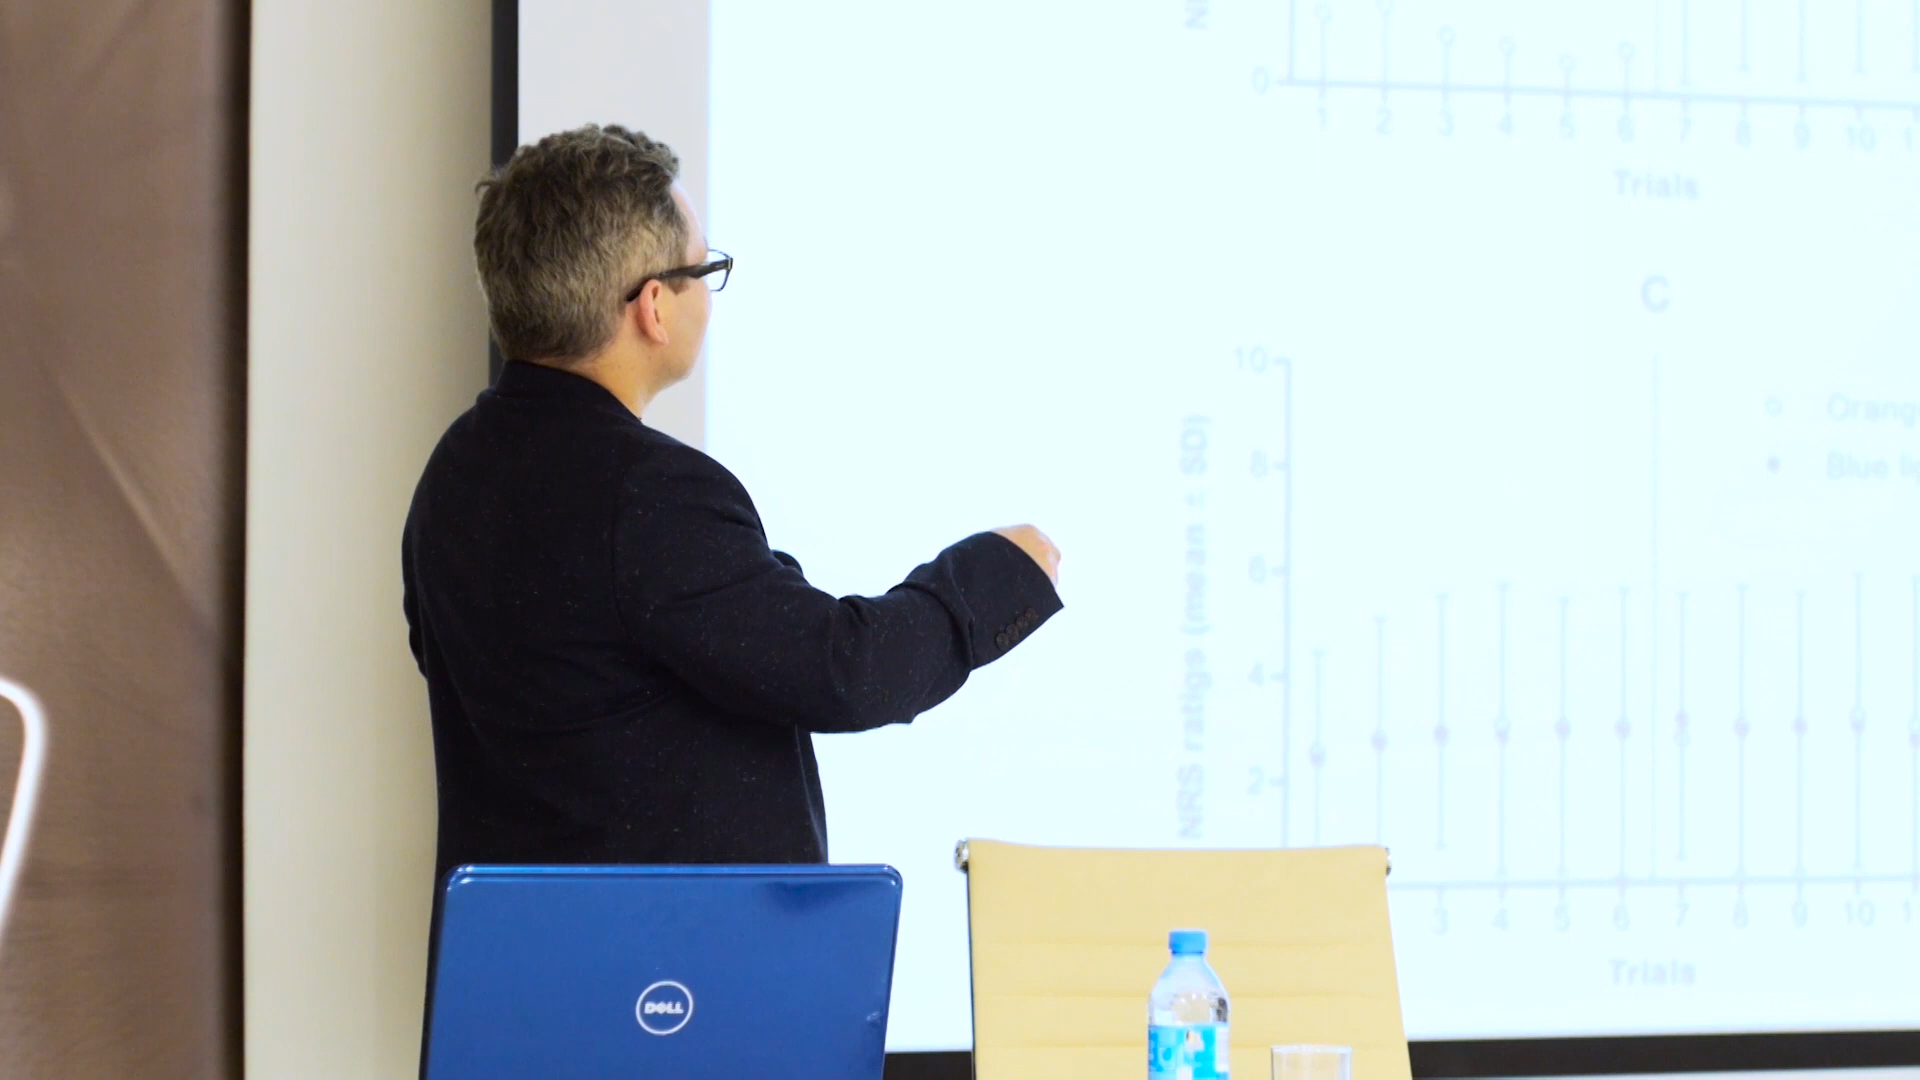 0
1 2 3 4 5 6 7 8 9 10
Trials
C
10
8
6
4
2
NRS ratigs (mean ± SD)
Orang
Blue li
3 4 5 6 7 8 9 10
Trials
DELL